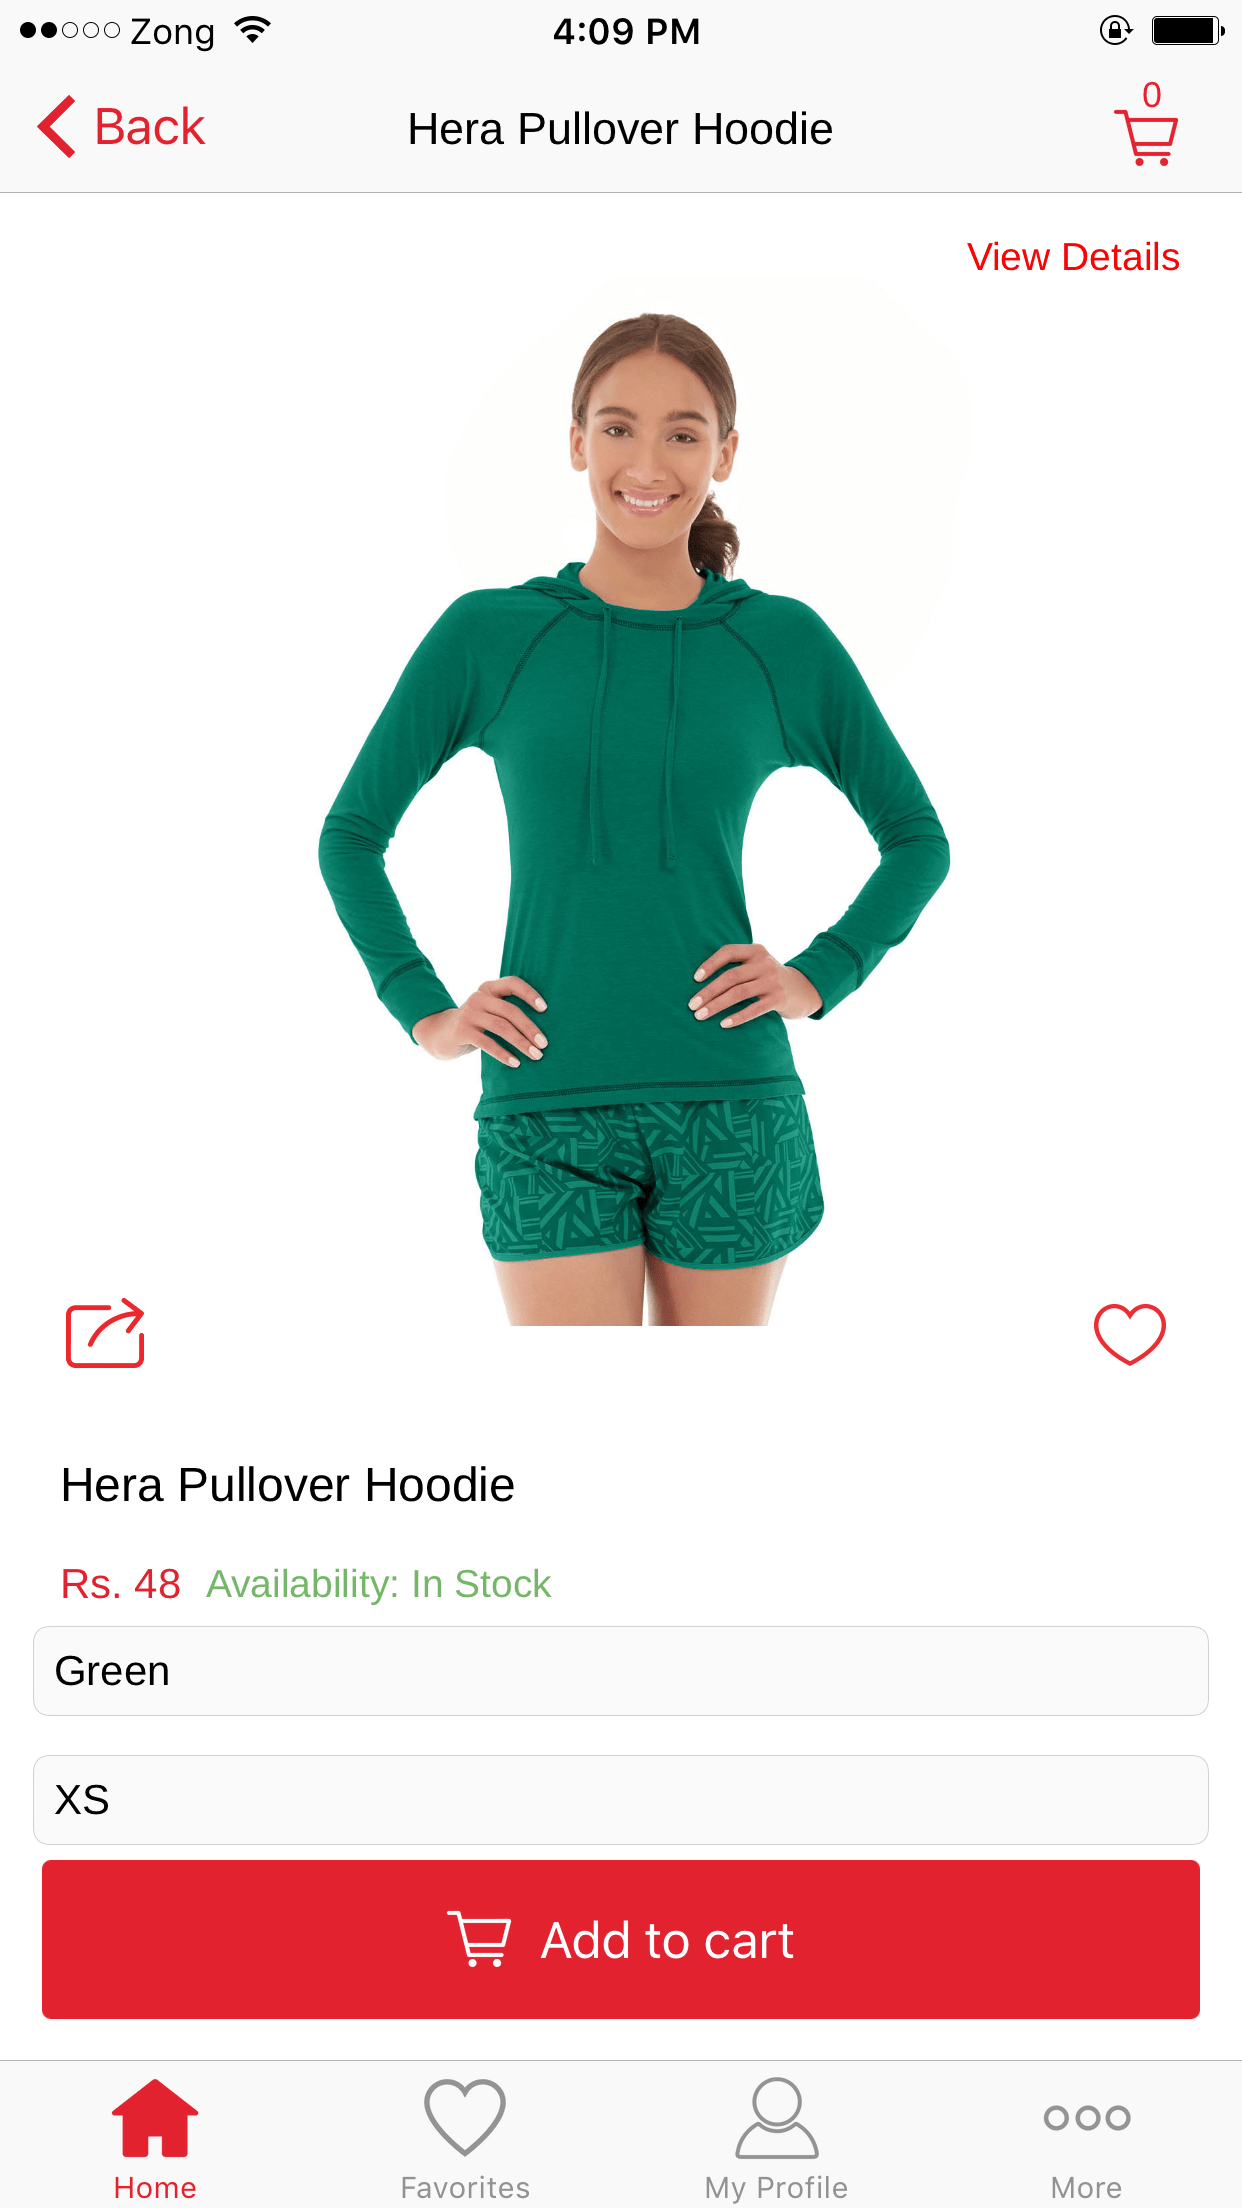 Zong 4:09 PM
Back Hera Pullover Hoodie 0
View Details
Hera Pullover Hoodie
Rs. 48 Availability: In Stock
Green
XS
Add to cart
Home Favorites My Profile More